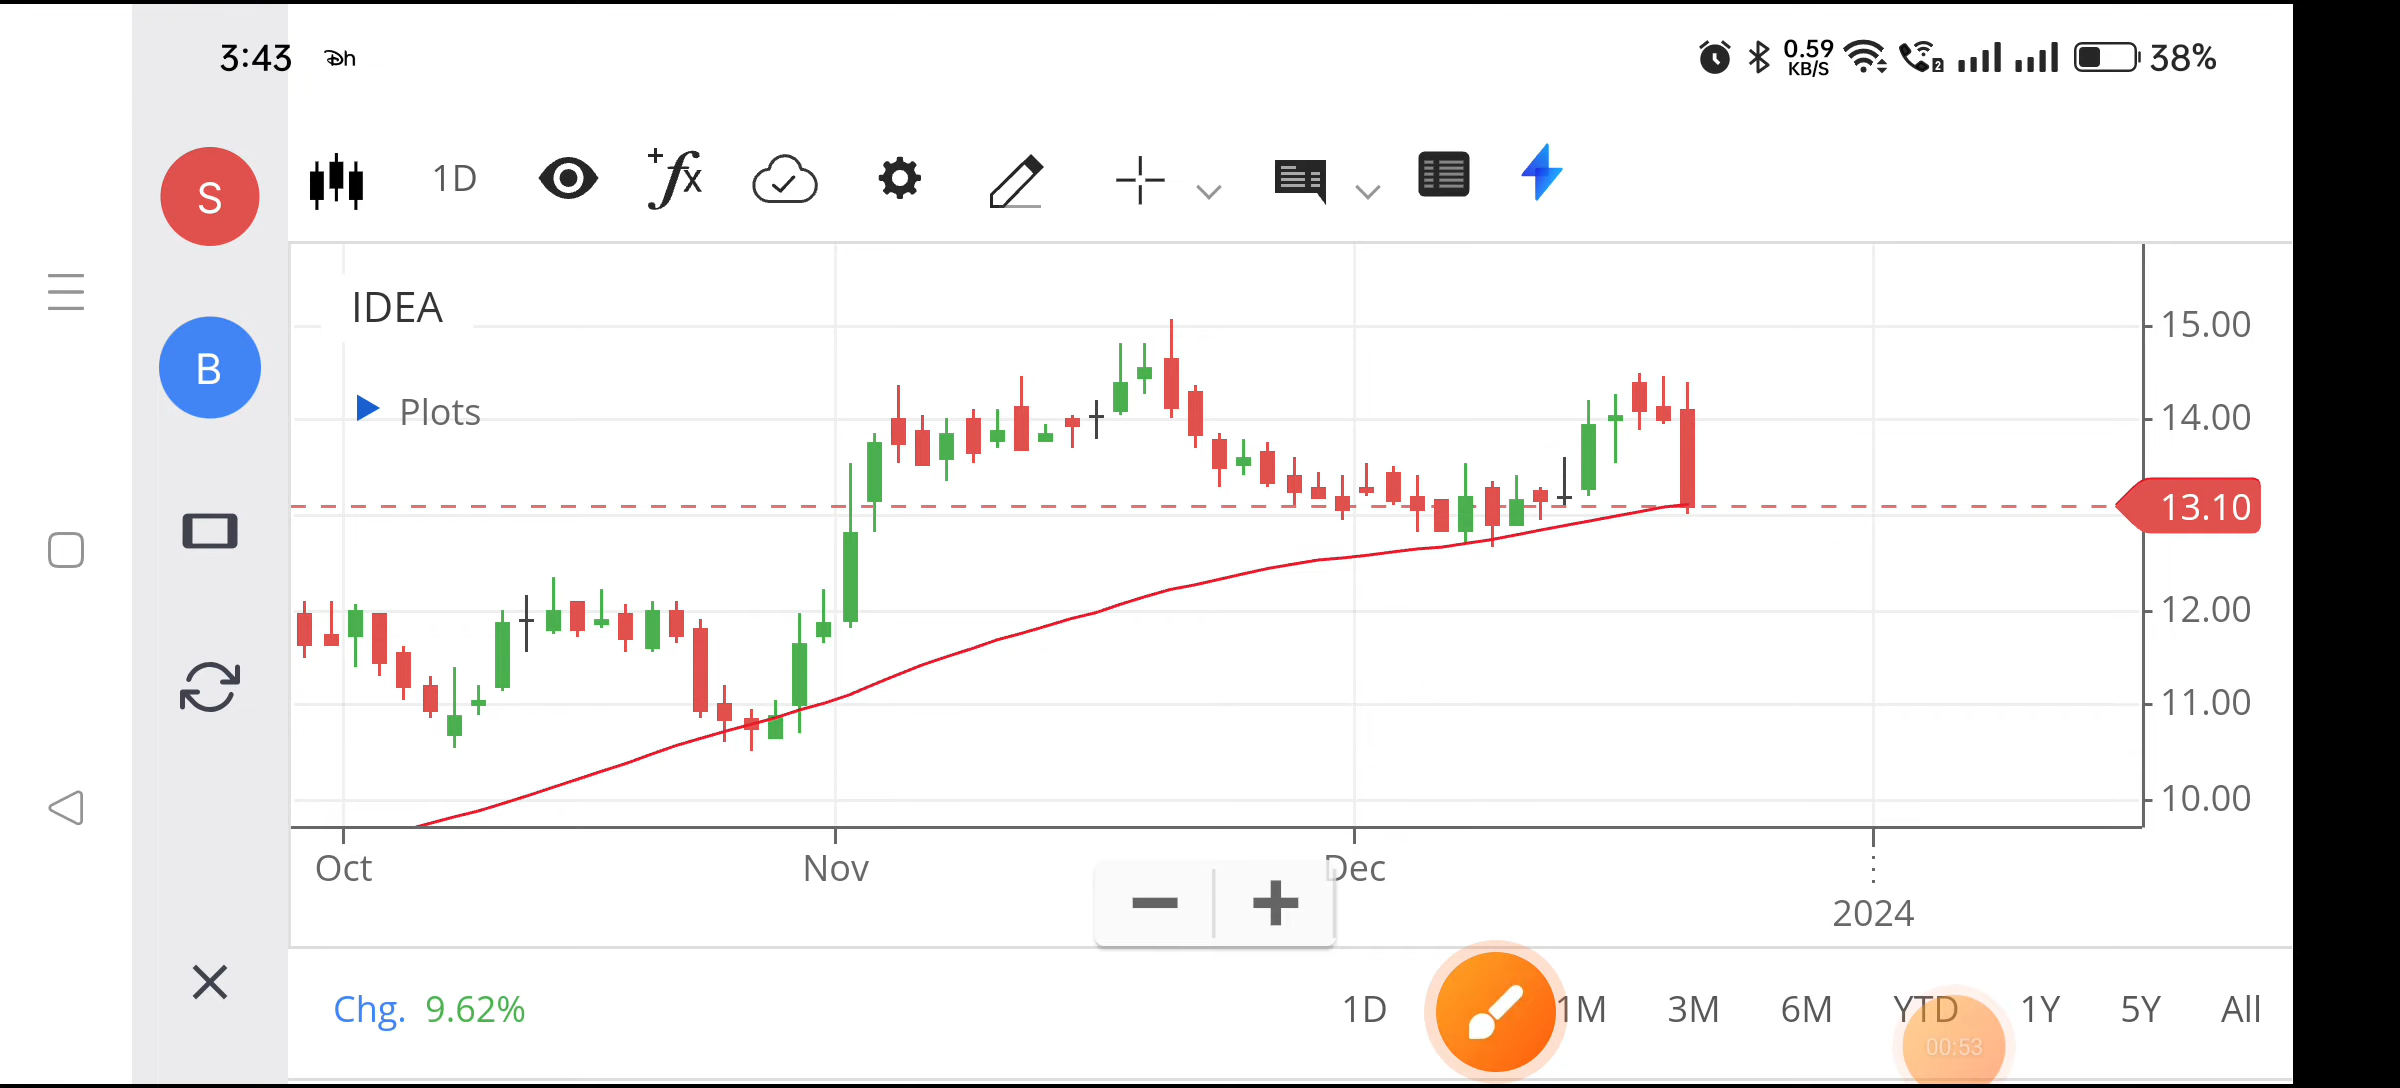 3:43
0.59
KB/S
2
38%
S
1D
fx
B
IDEA
Plots
15.00
14.00
13.10
12.00
11.00
10.00
Oct
Nov
Dec
2024
Chg. 9.62%
1D
1M
3M
6M
YTD
1Y
5Y
All
00:53